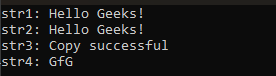 str1: Hello Geeks!
str2: Hello Geeks!
str3: Copy successful
str4: GfG